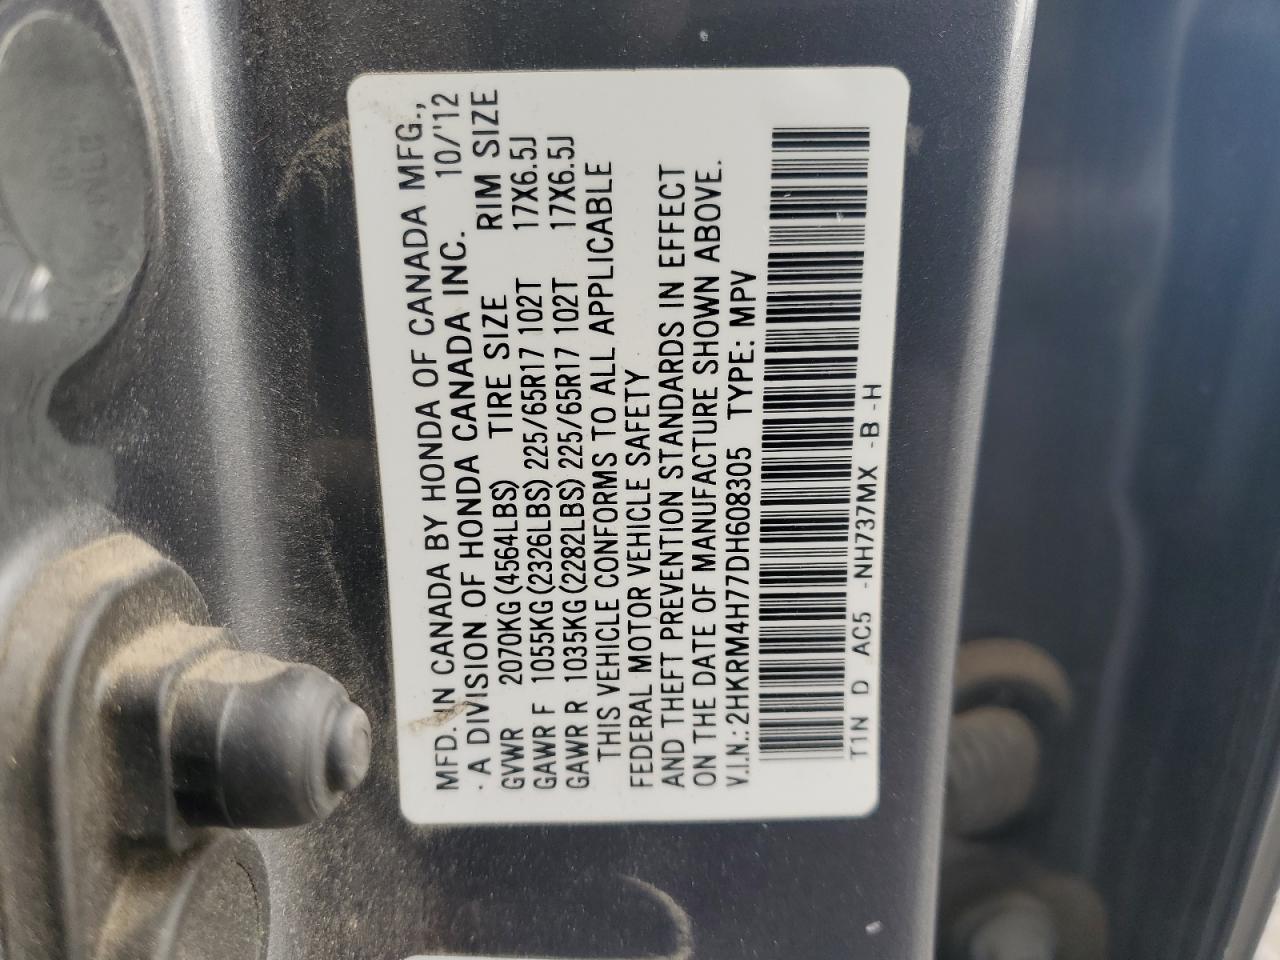 MFD. IN CANADA BY HONDA OF CANADA MFG.,
A DIVISION OF HONDA CANADA INC. 10/'12
GVWR 2070KG(4564LBS) TIRE SIZE RIM SIZE
GAWR F 1055KG(2326LBS) 225/65R17 102T 17X6.5J
GAWR R 1035KG(2282LBS) 225/65R17 102T 17X6.5J
THIS VEHICLE CONFORMS TO ALL APPLICABLE
FEDERAL MOTOR VEHICLE SAFETY
AND THEFT PREVENTION STANDARDS IN EFFECT
ON THE DATE OF MANUFACTURE SHOWN ABOVE.
V.I.N.: 2HKRM4H77DH608305 TYPE: MPV
T1N D AC5 -NH737MX -B -H